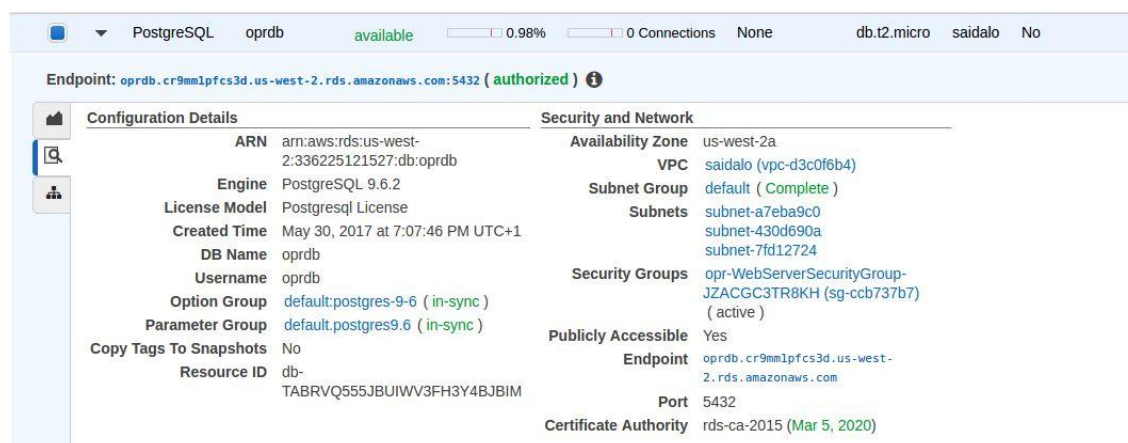 PostgreSQL oprdb available 0.98% 0 Connections None db.t2.micro saidalo No
Endpoint: oprdb.cr9mm1pfcs3d.us-west-2.rds.amazonaws.com:5432 ( authorized )
Configuration Details
ARN arn:aws:rds:us-west-
2:336225121527:db:oprdb
Engine PostgreSQL 9.6.2
License Model Postgresql License
Created Time May 30, 2017 at 7:07:46 PM UTC+1
DB Name oprdb
Username oprdb
Option Group default:postgres-9-6 ( in-sync )
Parameter Group default.postgres9.6 ( in-sync )
Copy Tags To Snapshots No
Resource ID db-
TABRVQ555JBUIWV3FH3Y4BJBIM
Security and Network
Availability Zone us-west-2a
VPC saidalo (vpc-d3c0f6b4)
Subnet Group default ( Complete )
Subnets subnet-a7eba9c0
subnet-430d690a
subnet-7fd12724
Security Groups opr-WebServerSecurityGroup-
JZACGC3TR8KH (sg-ccb737b7)
( active )
Publicly Accessible Yes
Endpoint oprdb.cr9mm1pfcs3d.us-west-
2.rds.amazonaws.com
Port 5432
Certificate Authority rds-ca-2015 (Mar 5, 2020)